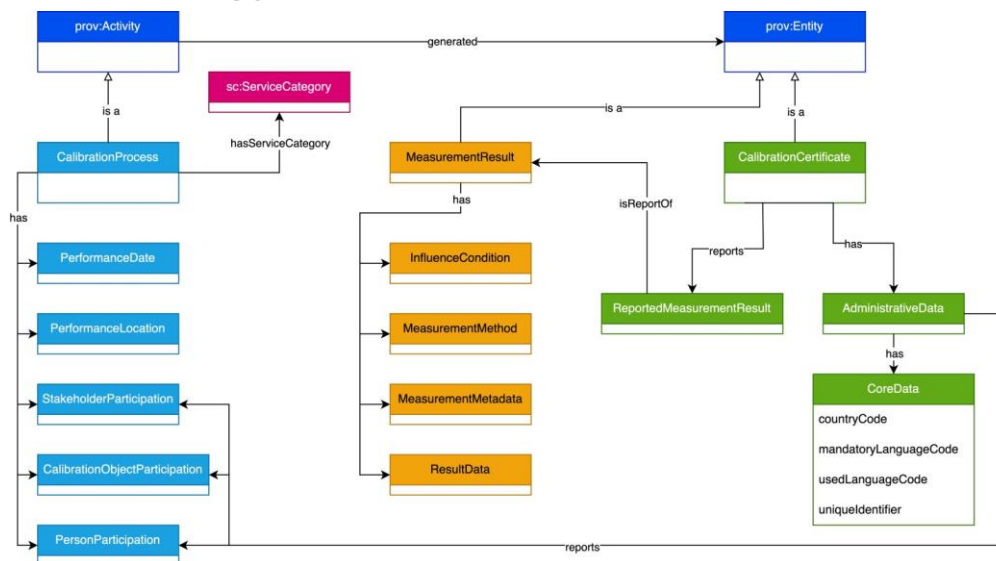 prov:Activity
generated
prov:Entity
is a
sc:ServiceCategory
is a
is a
hasServiceCategory
CalibrationProcess
MeasurementResult
CalibrationCertificate
has
has
isReportOf
reports
has
PerformanceDate
InfluenceCondition
ReportedMeasurementResult
AdministrativeData
PerformanceLocation
MeasurementMethod
has
StakeholderParticipation
MeasurementMetadata
CoreData
countryCode
mandatoryLanguageCode
usedLanguageCode
uniqueIdentifier
CalibrationObjectParticipation
ResultData
PersonParticipation
reports